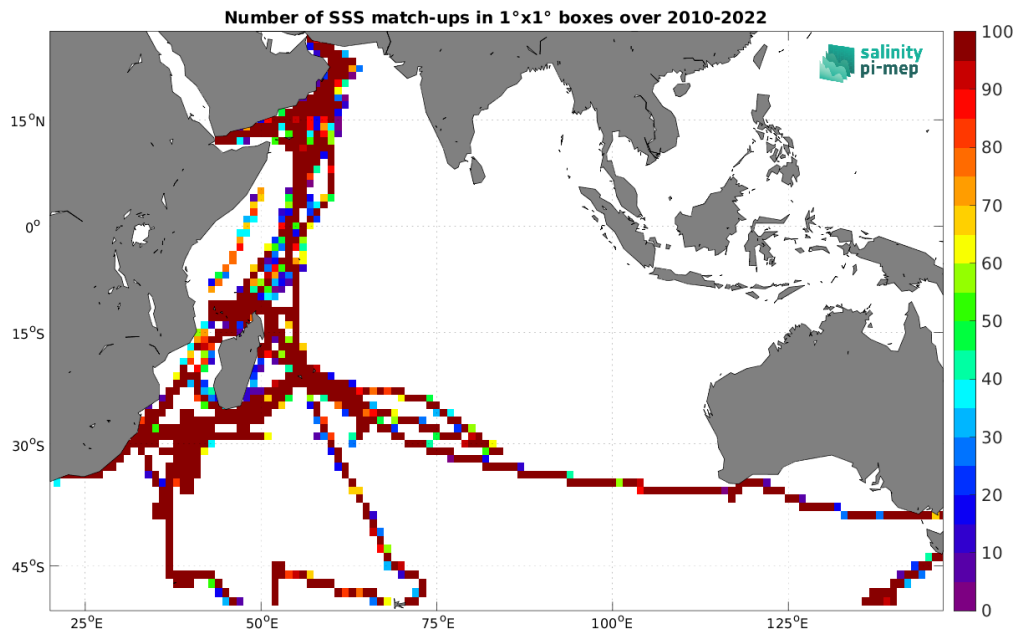 Number of SSS match-ups in 1°x1° boxes over 2010-2022
salinity
pi-mep
15°N
0°
15°S
30°S
45°S
25°E
50°E
75°E
100°E
125°E
100
90
80
70
60
50
40
30
20
10
0